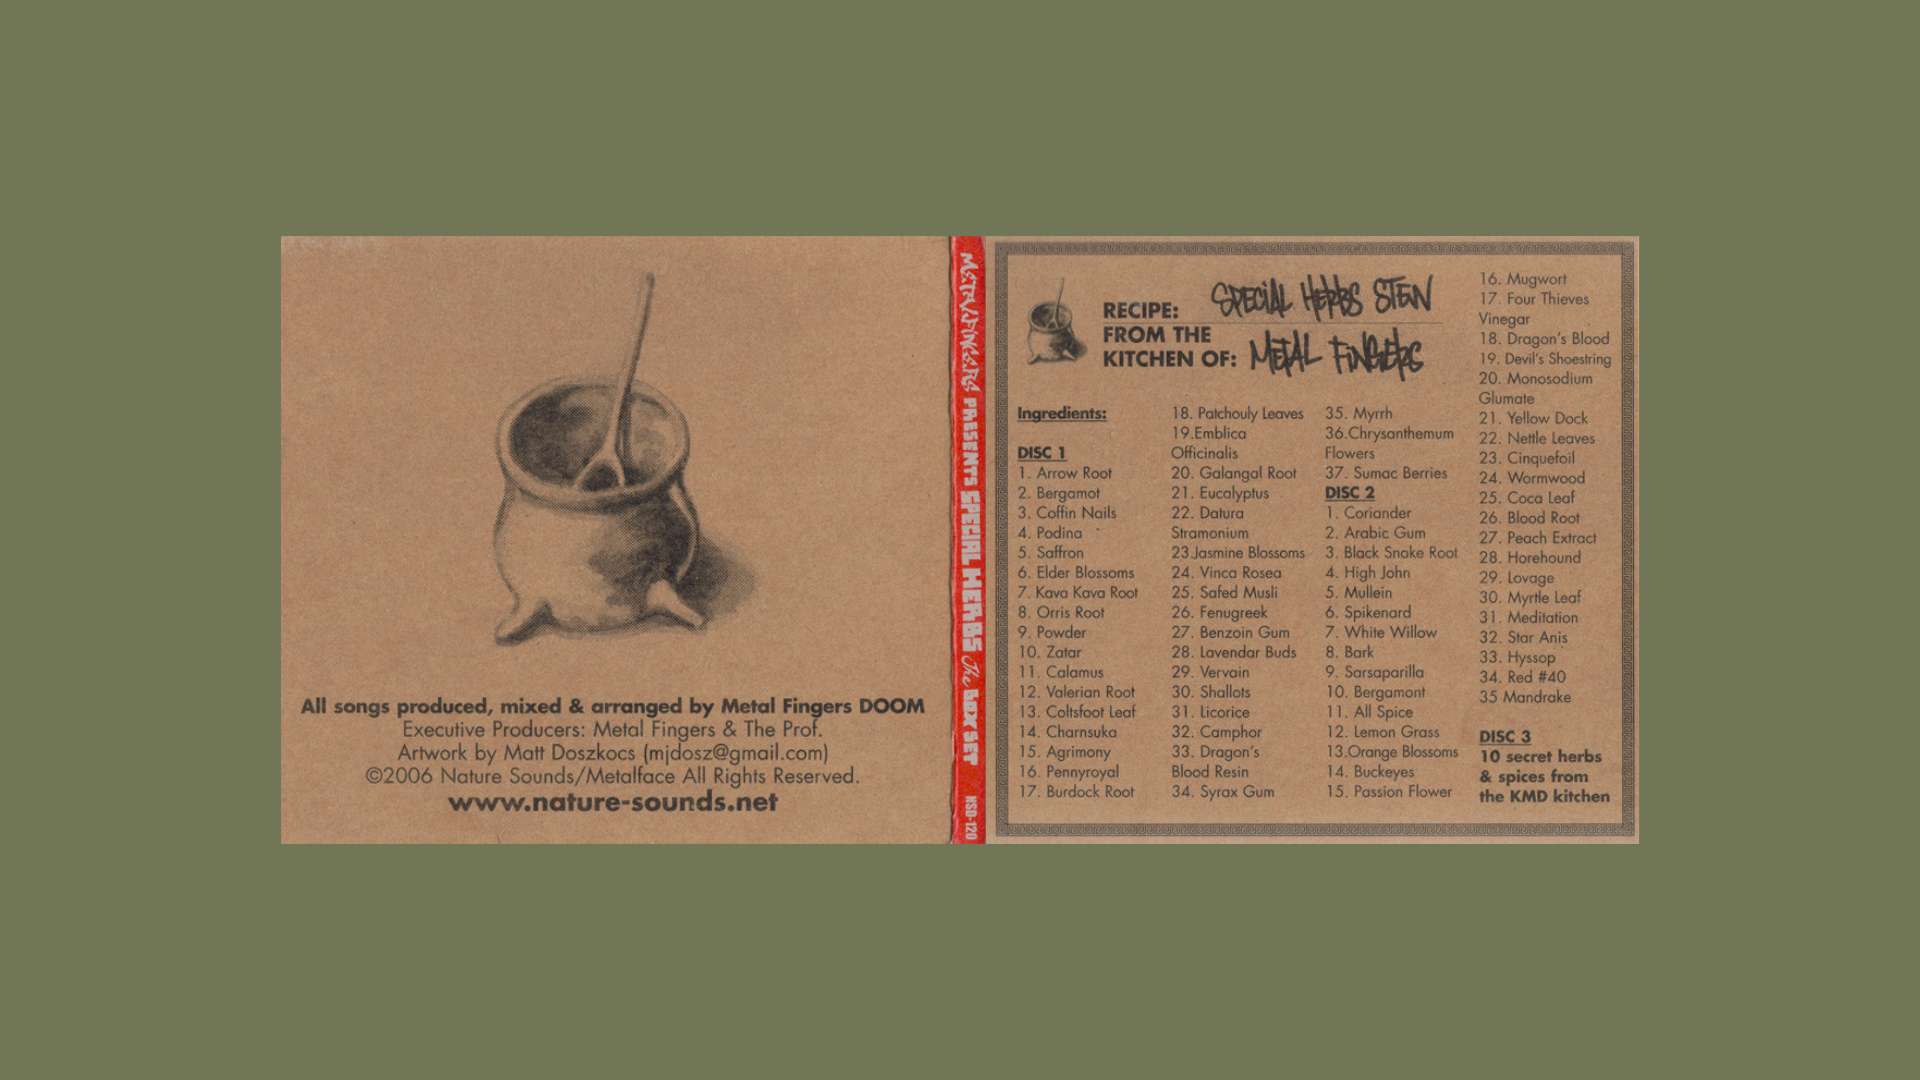 All songs produced, mixed & arranged by Metal Fingers DOOM
Executive Producers: Metal Fingers & The Prof.
Artwork by Matt Doszkocs (mjdosz@gmail.com)
©2006 Nature Sounds/Metalface All Rights Reserved.
www.nature-sounds.net
METAL FINGERS PRESENTS SPECIAL HERBS The BOX SET NSD-120
RECIPE: SPECIAL HERBS STEW
FROM THE
KITCHEN OF: METAL FINGERS
Ingredients:
DISC 1
1. Arrow Root
2. Bergamot
3. Coffin Nails
4. Podina
5. Saffron
6. Elder Blossoms
7. Kava Kava Root
8. Orris Root
9. Powder
10. Zatar
11. Calamus
12. Valerian Root
13. Coltsfoot Leaf
14. Charnsuka
15. Agrimony
16. Pennyroyal
17. Burdock Root
18. Patchouly Leaves
19.Emblica
Officinalis
20. Galangal Root
21. Eucalyptus
22. Datura
Stramonium
23.Jasmine Blossoms
24. Vinca Rosea
25. Safed Musli
26. Fenugreek
27. Benzoin Gum
28. Lavendar Buds
29. Vervain
30. Shallots
31. Licorice
32. Camphor
33. Dragon's
Blood Resin
34. Syrax Gum
35. Myrrh
36.Chrysanthemum
Flowers
37. Sumac Berries
DISC 2
1. Coriander
2. Arabic Gum
3. Black Snake Root
4. High John
5. Mullein
6. Spikenard
7. White Willow
8. Bark
9. Sarsaparilla
10. Bergamont
11. All Spice
12. Lemon Grass
13.Orange Blossoms
14. Buckeyes
15. Passion Flower
16. Mugwort
17. Four Thieves
Vinegar
18. Dragon's Blood
19. Devil's Shoestring
20. Monosodium
Glumate
21. Yellow Dock
22. Nettle Leaves
23. Cinquefoil
24. Wormwood
25. Coca Leaf
26. Blood Root
27. Peach Extract
28. Horehound
29. Lovage
30. Myrtle Leaf
31. Meditation
32. Star Anis
33. Hyssop
34. Red #40
35 Mandrake
DISC 3
10 secret herbs
& spices from
the KMD kitchen